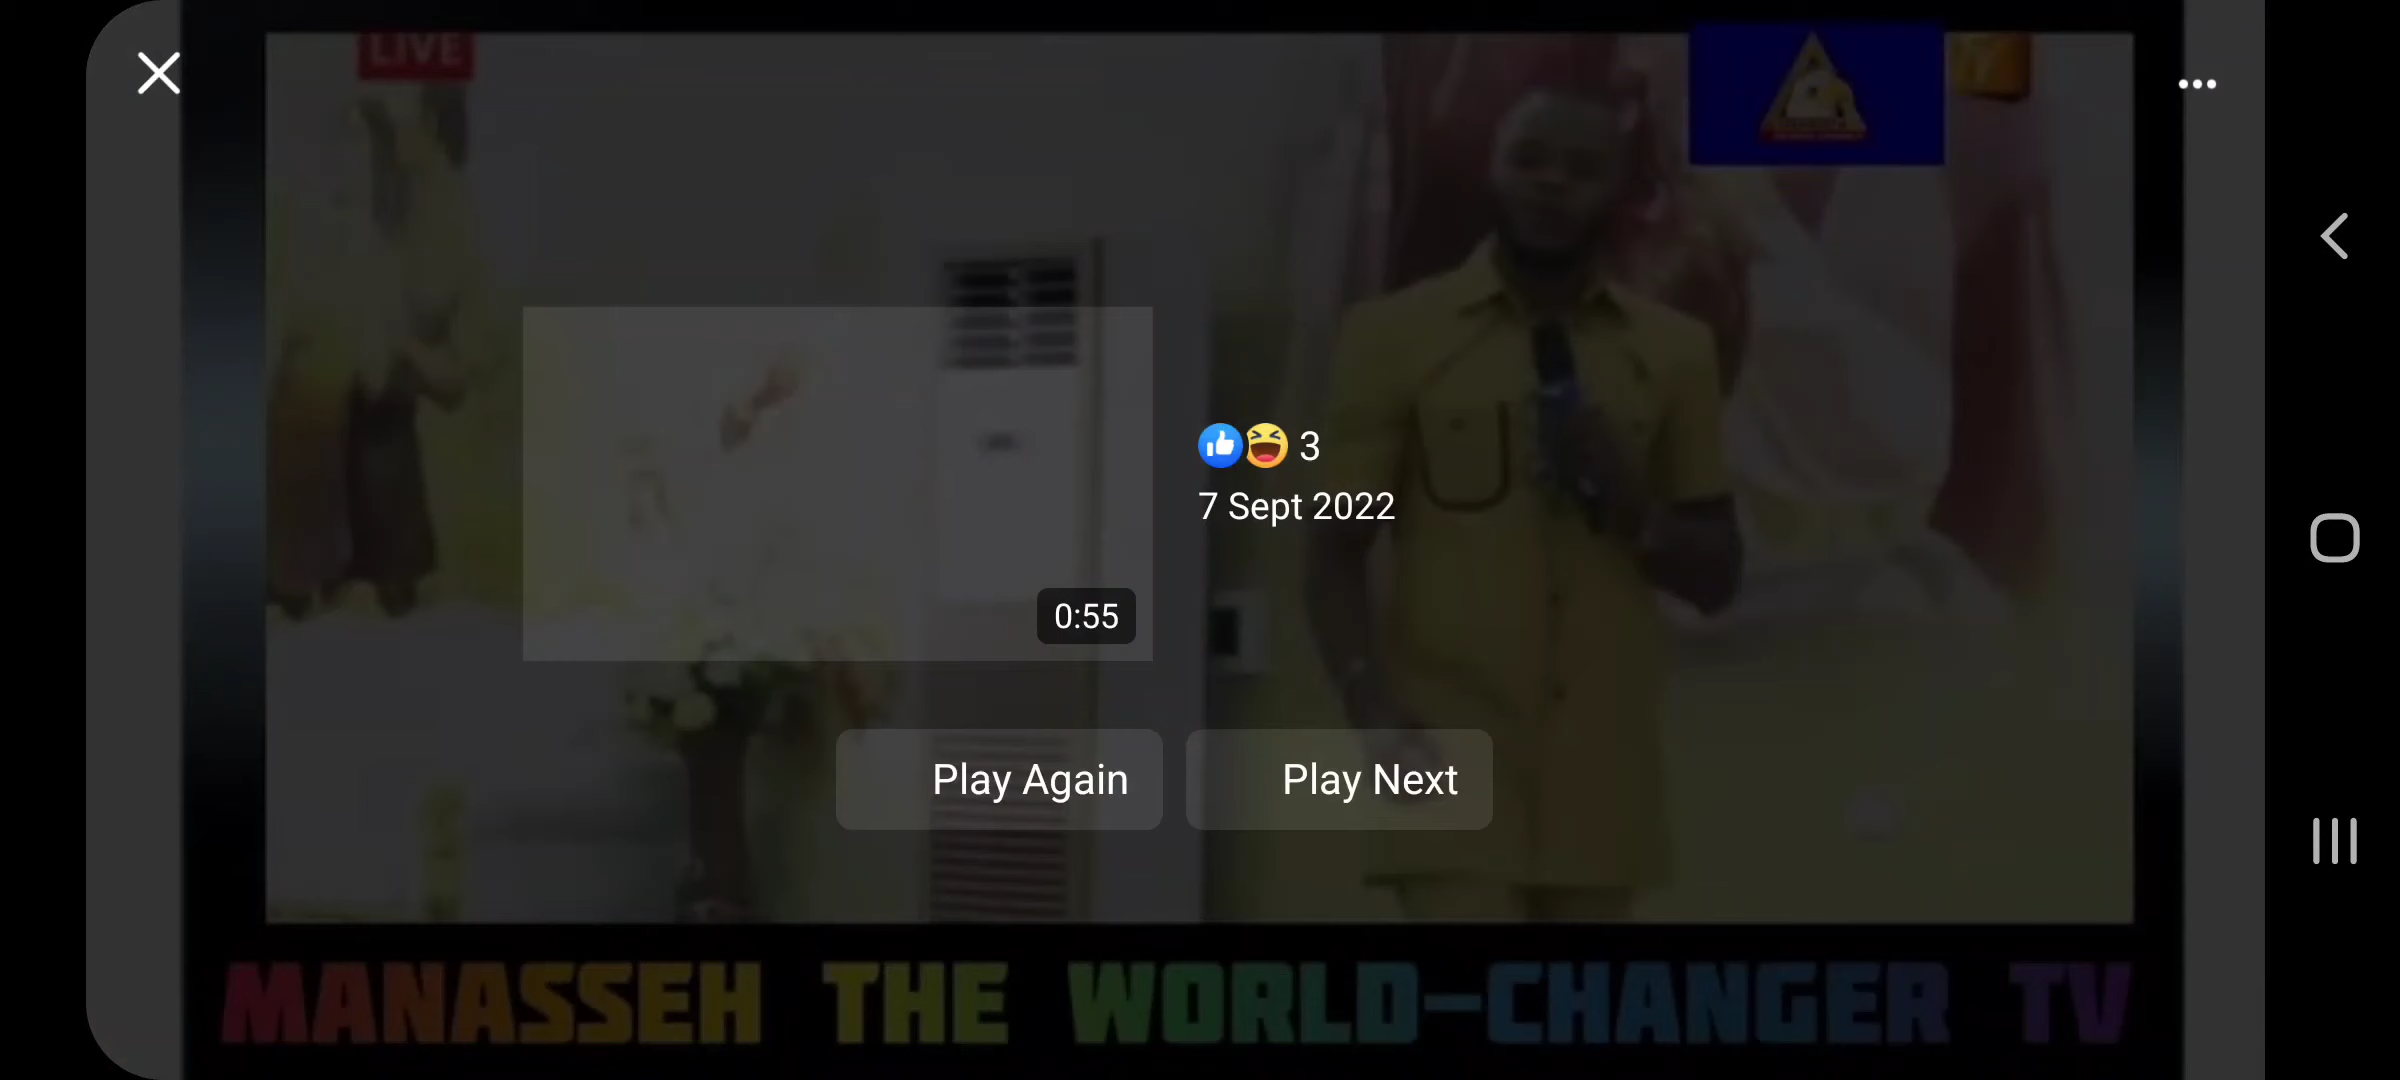 LIVE
3
7 Sept 2022
0:55
Play Again
Play Next
MANASSEH THE WORLD-CHANGER TV